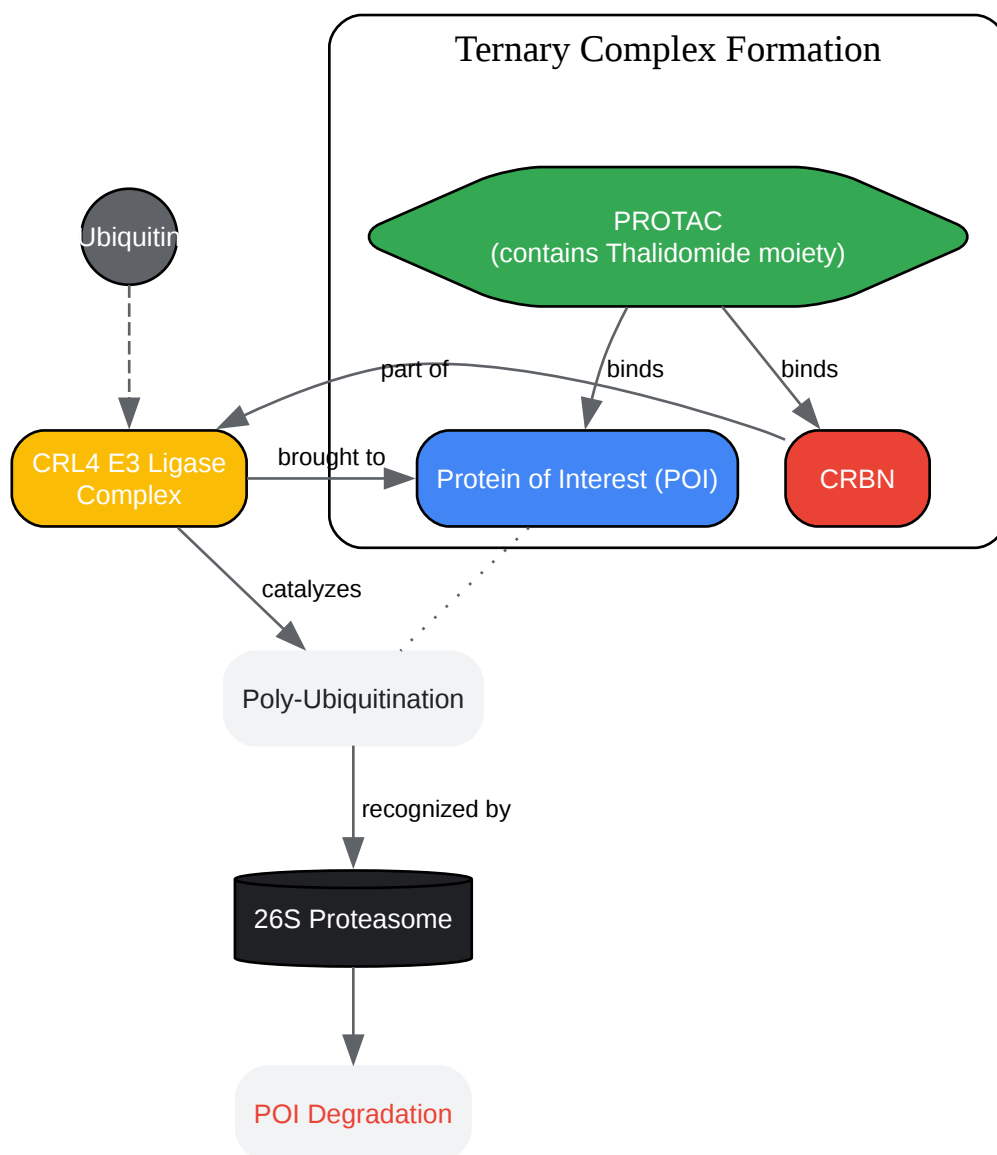 Ternary Complex Formation
PROTAC
(contains Thalidomide moiety)
Ubiquitin
part of
binds
binds
CRL4 E3 Ligase
Complex
brought to
Protein of Interest (POI)
CRBN
catalyzes
Poly-Ubiquitination
recognized by
26S Proteasome
POI Degradation